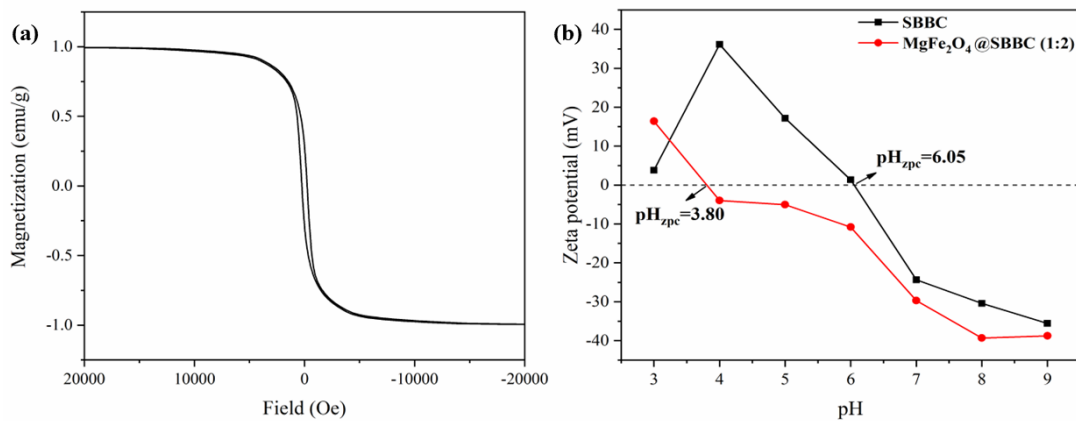 (a)
1.0
0.5
0.0
-0.5
-1.0
Magnetization (emu/g)
20000
10000
0
-10000
-20000
Field (Oe)
(b)
SBBC
MgFe₂O₄@SBBC (1:2)
40
30
20
10
0
-10
-20
-30
-40
Zeta potential (mV)
pHzpc=6.05
pHzpc=3.80
3
4
5
6
7
8
9
pH